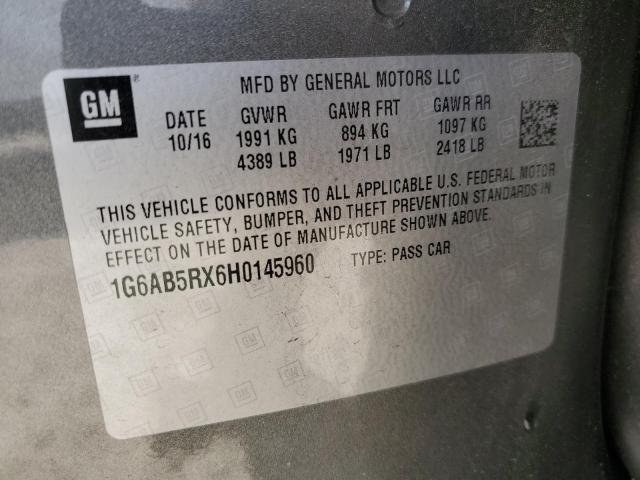 GM
MFD BY GENERAL MOTORS LLC
DATE GVWR GAWR FRT GAWR RR
10/16 1991 KG 894 KG 1097 KG
4389 LB 1971 LB 2418 LB
THIS VEHICLE CONFORMS TO ALL APPLICABLE U.S. FEDERAL MOTOR
VEHICLE SAFETY, BUMPER, AND THEFT PREVENTION STANDARDS IN
EFFECT ON THE DATE OF MANUFACTURE SHOWN ABOVE.
1G6AB5RX6H0145960 TYPE: PASS CAR